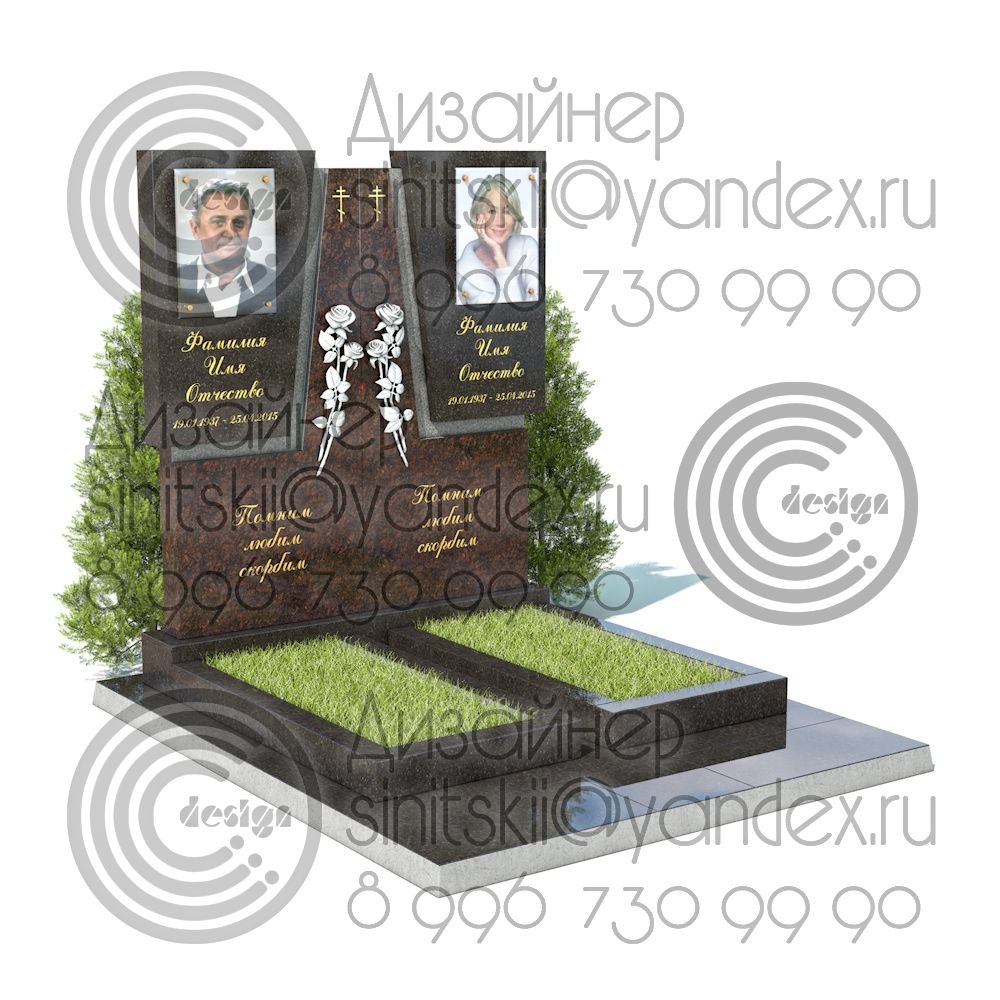 Дизайнер
sinitskii@yandex.ru
8 996 730 99 90
design
Фамилия
Имя
Отчество
19.01.1937 - 25.04.2015
Фамилия
Имя
Отчество
19.01.1937 - 25.04.2015
Дизайнер
sinitskii@yandex.ru
8 996 730 99 90
Помним
любим
скорбим
Помним
любим
скорбим
design
Дизайнер
sinitskii@yandex.ru
8 996 730 99 90
design